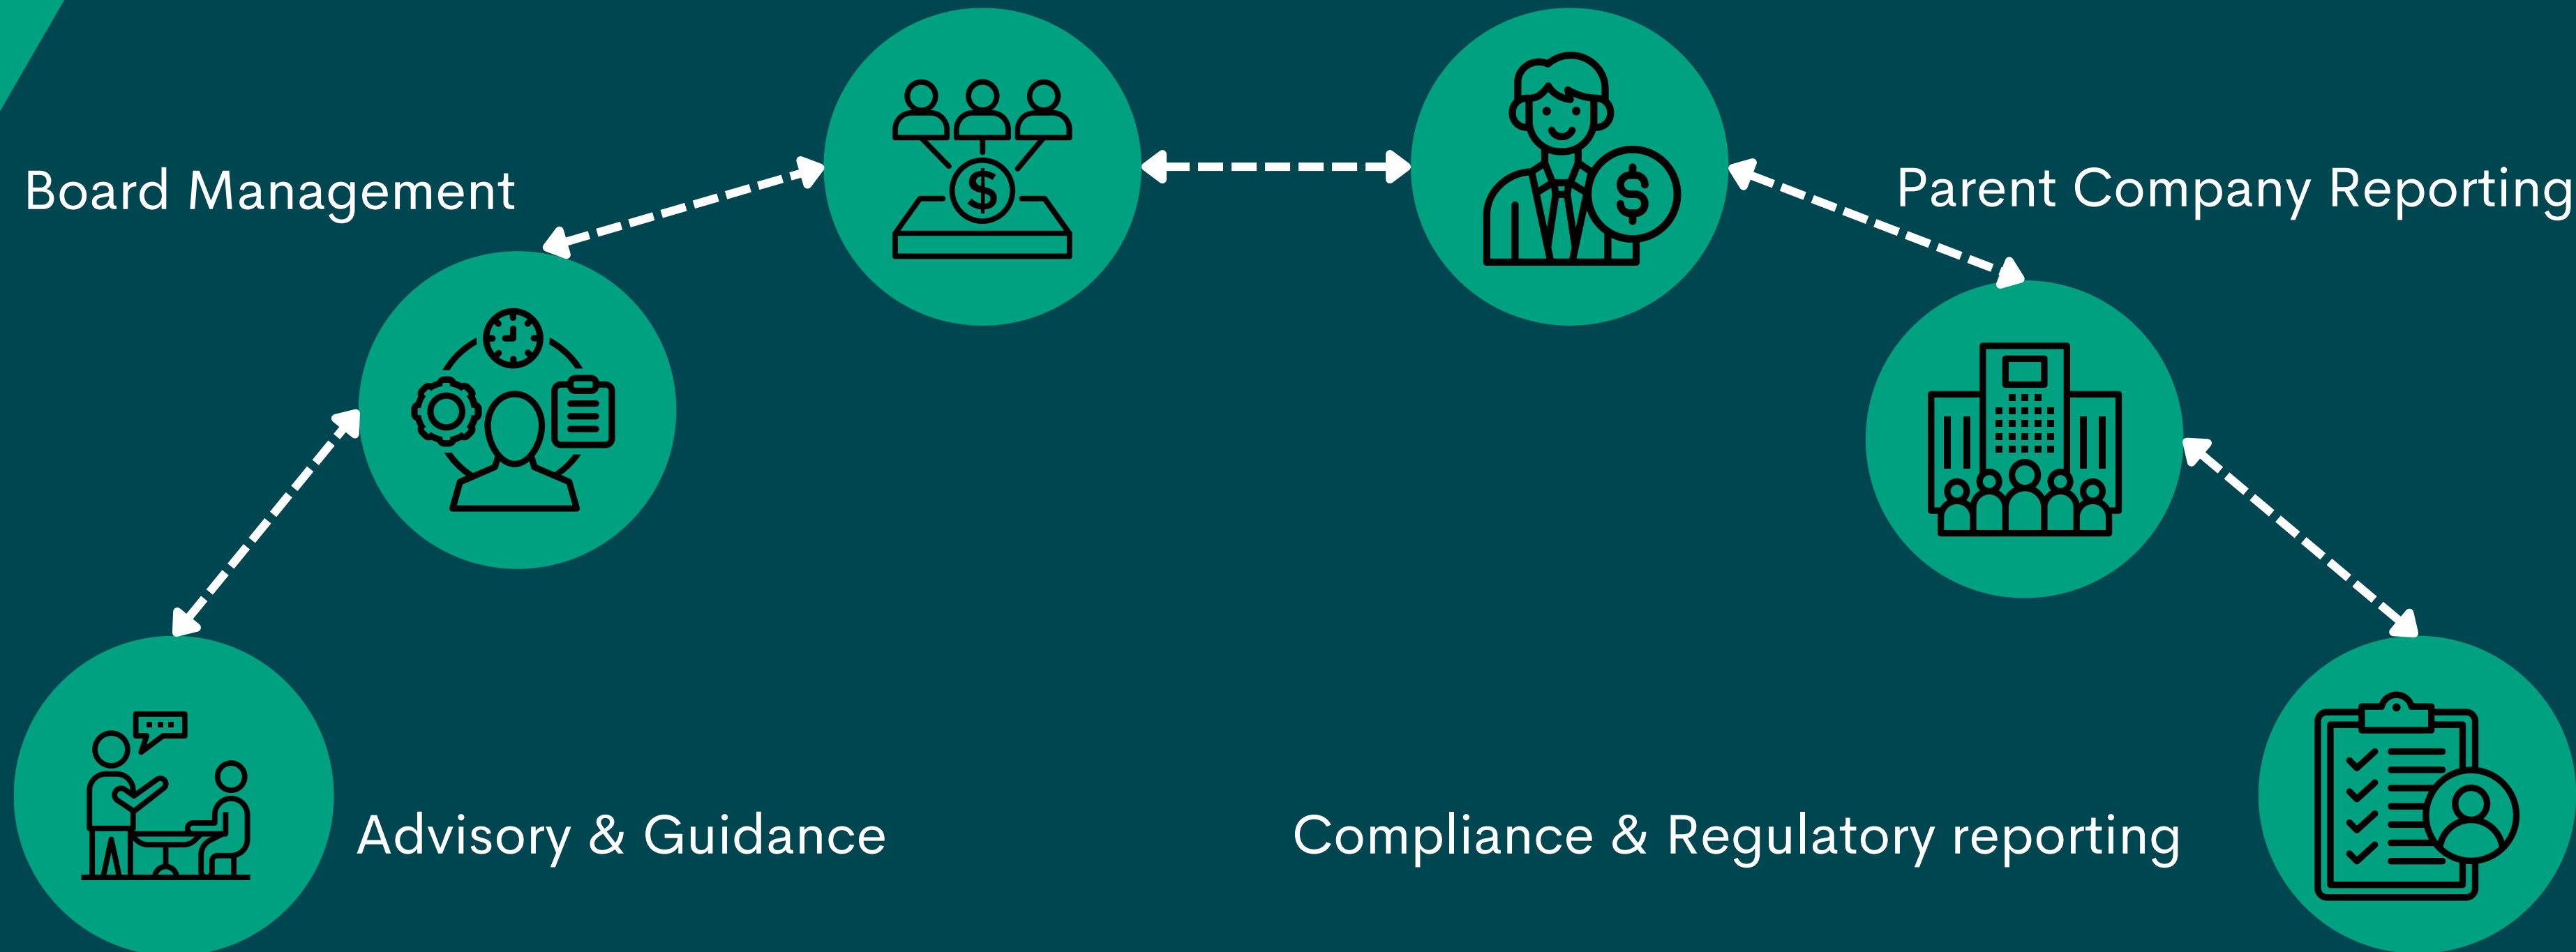 Board Management
Parent Company Reporting
Advisory & Guidance
Compliance & Regulatory reporting